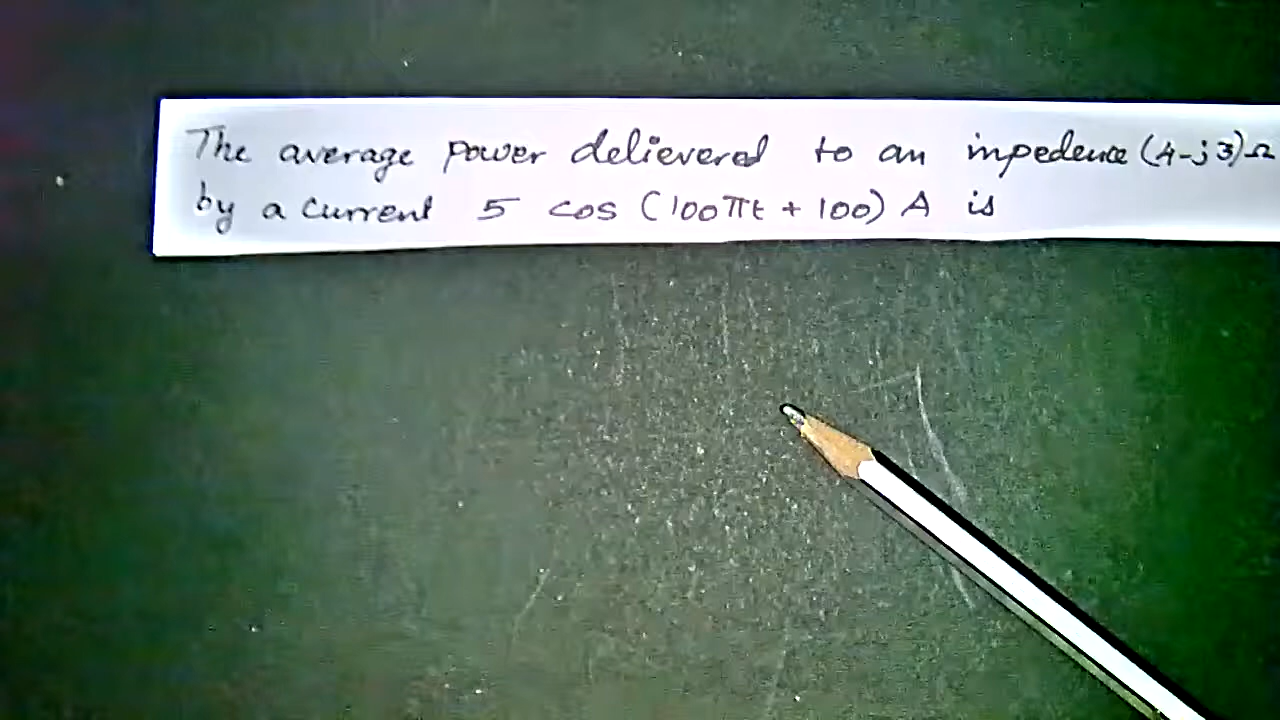 The average power delievered to an impedence (4-j3)Ω
by a current 5 cos (100πt + 100) A is